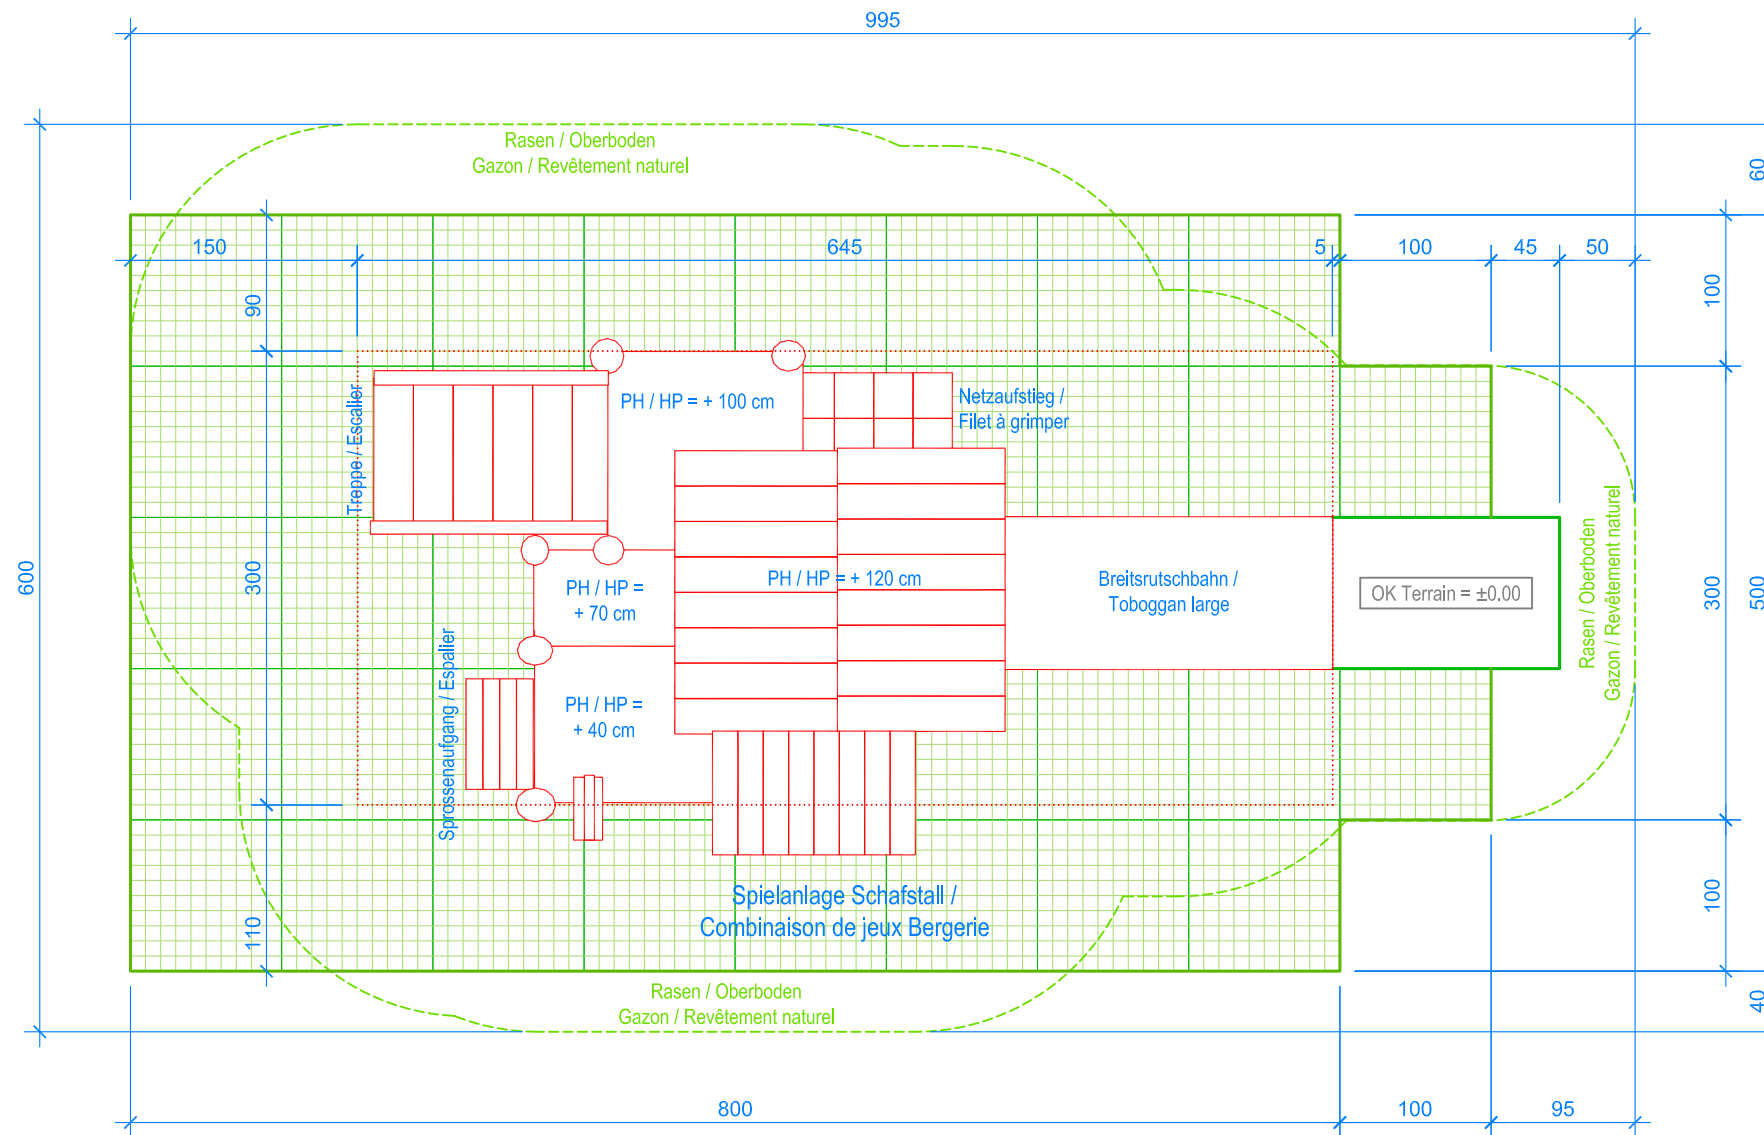 995
Rasen / Oberboden
Gazon / Revêtement naturel
60
150
645
5
100
45
50
90
100
Treppe / Escalier
PH / HP = + 100 cm
Netzaufstieg /
Filet à grimper
600
300
PH / HP =
+ 70 cm
PH / HP = + 120 cm
Breitsrutschbahn /
Toboggan large
OK Terrain = ±0.00
Rasen / Oberboden
Gazon / Revêtement naturel
300
500
Sprossenaufgang / Espalier
PH / HP =
+ 40 cm
Spielanlage Schafstall /
Combinaison de jeux Bergerie
110
100
Rasen / Oberboden
Gazon / Revêtement naturel
40
800
100
95